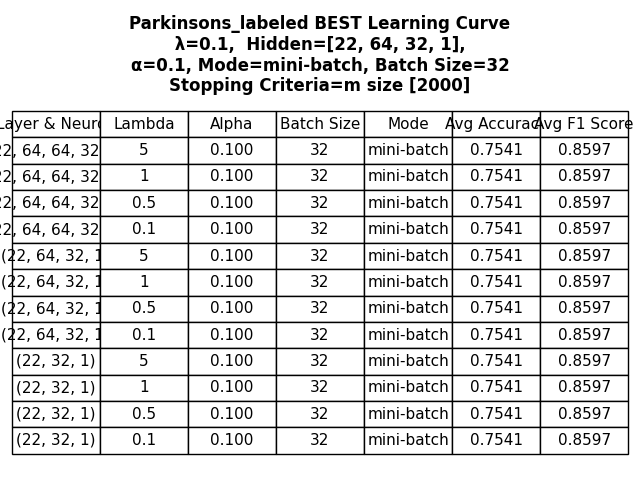 Parkinsons_labeled BEST Learning Curve
λ=0.1, Hidden=[22, 64, 32, 1],
α=0.1, Mode=mini-batch, Batch Size=32
Stopping Criteria=m size [2000]
Layer & Neuro Lambda Alpha Batch Size Mode Avg Accurac Avg F1 Score
22, 64, 64, 32 5 0.100 32 mini-batch 0.7541 0.8597
22, 64, 64, 32 1 0.100 32 mini-batch 0.7541 0.8597
22, 64, 64, 32 0.5 0.100 32 mini-batch 0.7541 0.8597
22, 64, 64, 32 0.1 0.100 32 mini-batch 0.7541 0.8597
(22, 64, 32, 1 5 0.100 32 mini-batch 0.7541 0.8597
(22, 64, 32, 1 1 0.100 32 mini-batch 0.7541 0.8597
(22, 64, 32, 1 0.5 0.100 32 mini-batch 0.7541 0.8597
(22, 64, 32, 1 0.1 0.100 32 mini-batch 0.7541 0.8597
(22, 32, 1) 5 0.100 32 mini-batch 0.7541 0.8597
(22, 32, 1) 1 0.100 32 mini-batch 0.7541 0.8597
(22, 32, 1) 0.5 0.100 32 mini-batch 0.7541 0.8597
(22, 32, 1) 0.1 0.100 32 mini-batch 0.7541 0.8597